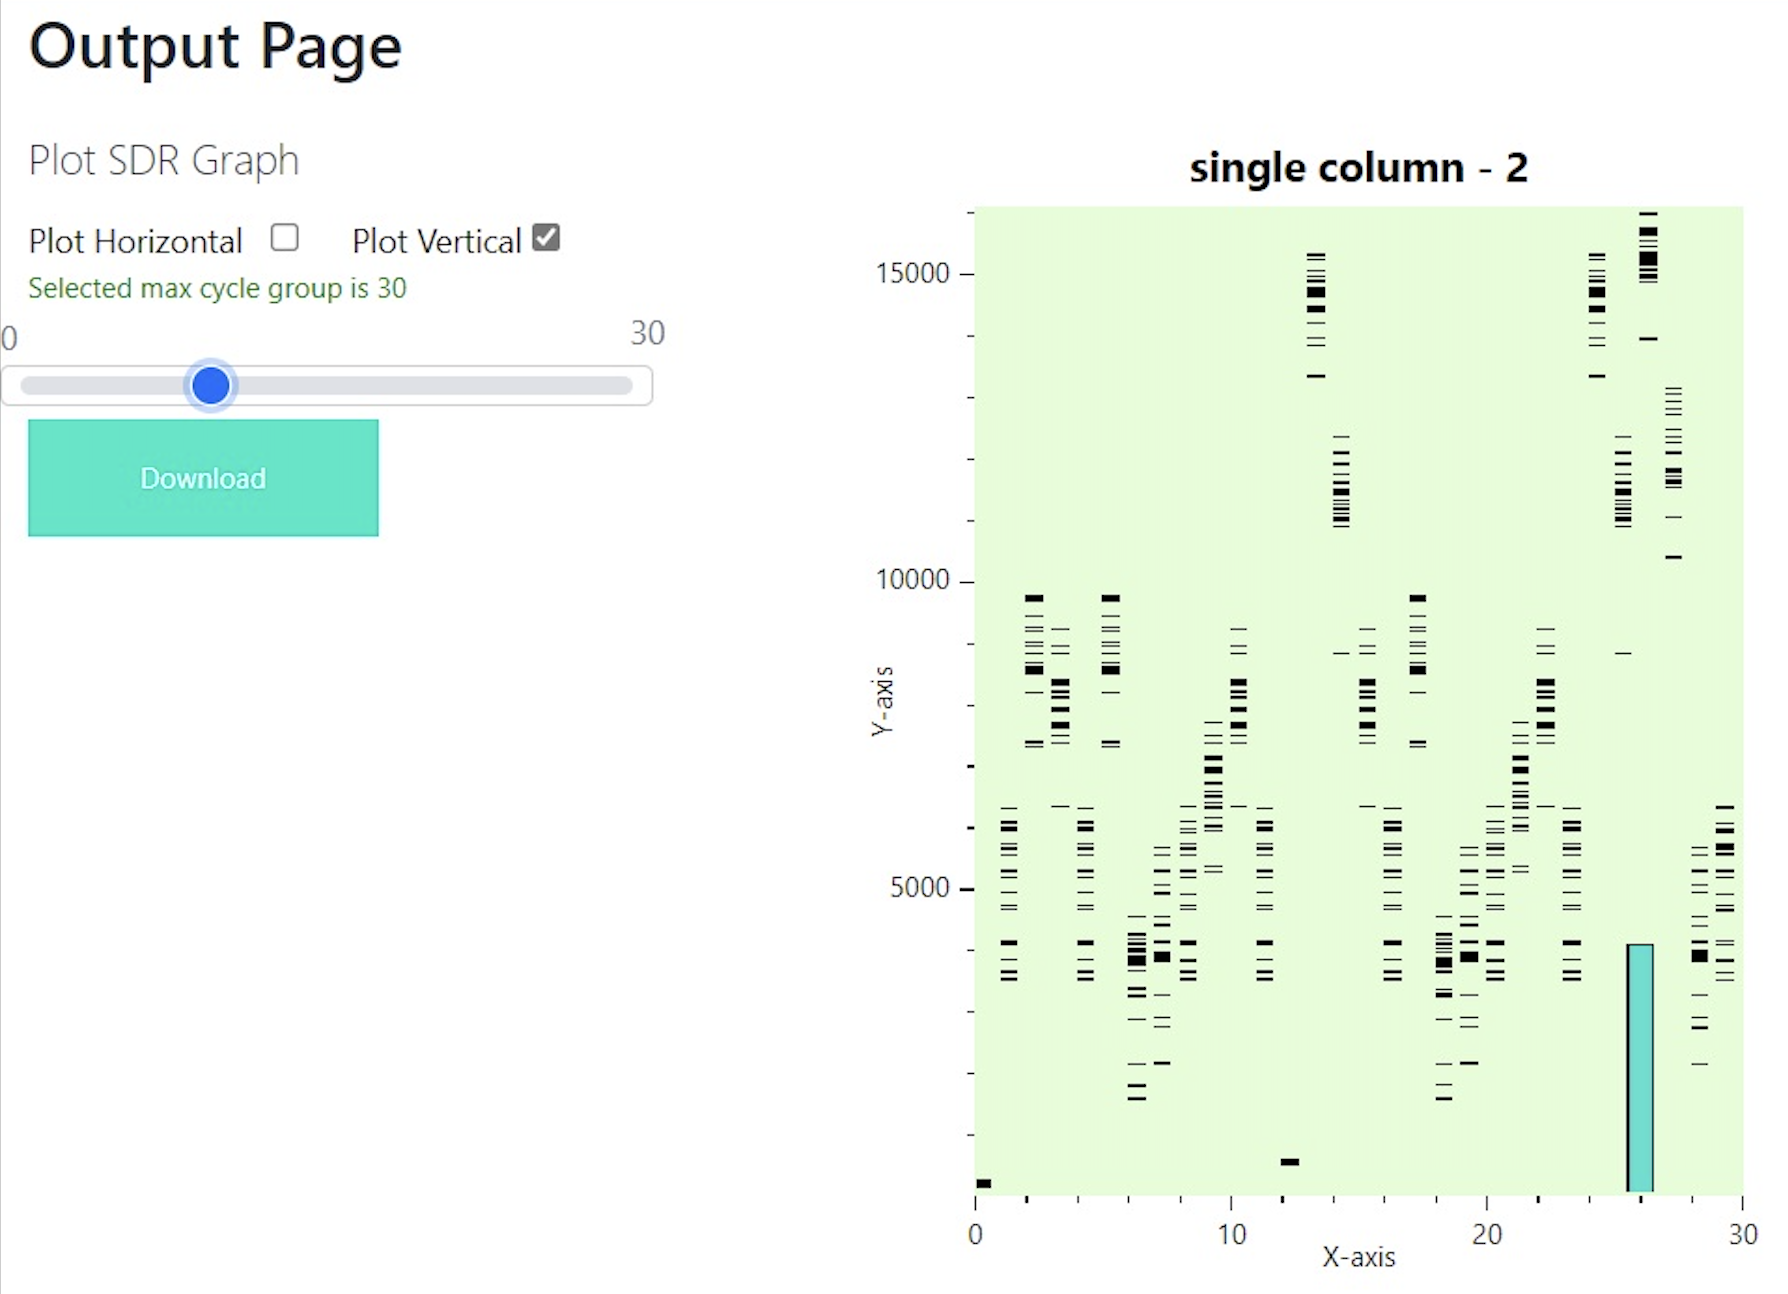 Output Page
Plot SDR Graph
Plot Horizontal Plot Vertical
Selected max cycle group is 30
0 30
Download
single column - 2
15000
10000
5000
Y-axis
0 10 20 30
X-axis